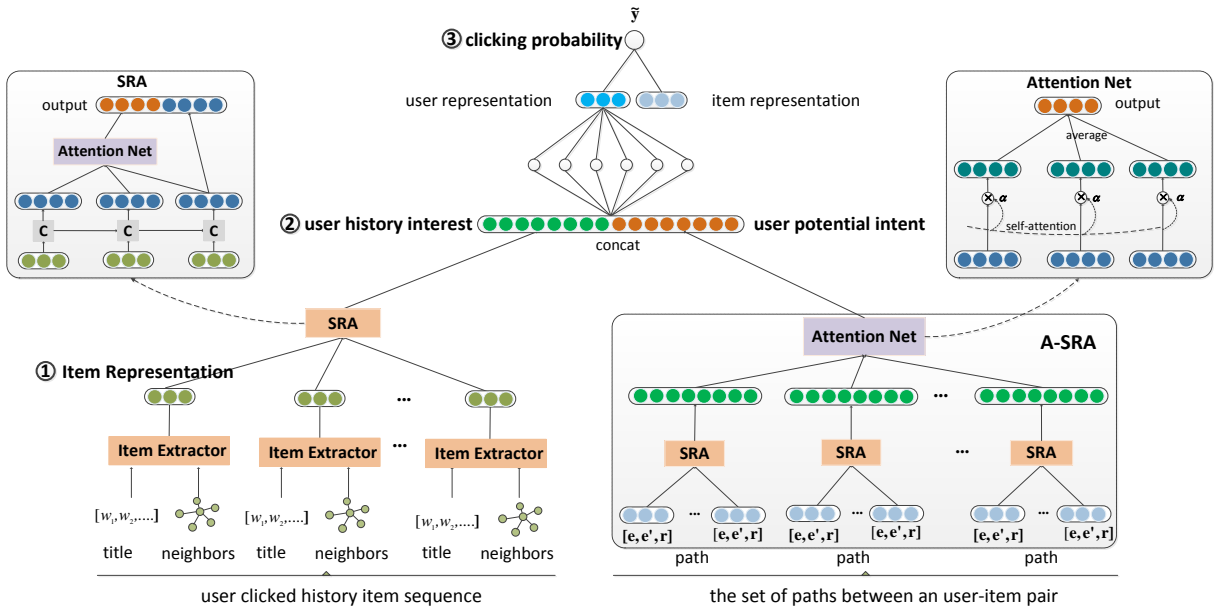 ỹ
③ clicking probability
user representation
item representation
SRA
output
Attention Net
C
C
C
Attention Net
output
average
α
α
α
self-attention
② user history interest
user potential intent
concat
SRA
① Item Representation
...
Item Extractor
Item Extractor
...
Item Extractor
[w₁,w₂,....]
[w₁,w₂,....]
[w₁,w₂,....]
title
neighbors
title
neighbors
title
neighbors
user clicked history item sequence
Attention Net
A-SRA
...
SRA
SRA
...
SRA
...
...
...
[e,e',r]
[e,e',r]
[e,e',r]
[e,e',r]
[e,e',r]
[e,e',r]
path
path
path
the set of paths between an user-item pair